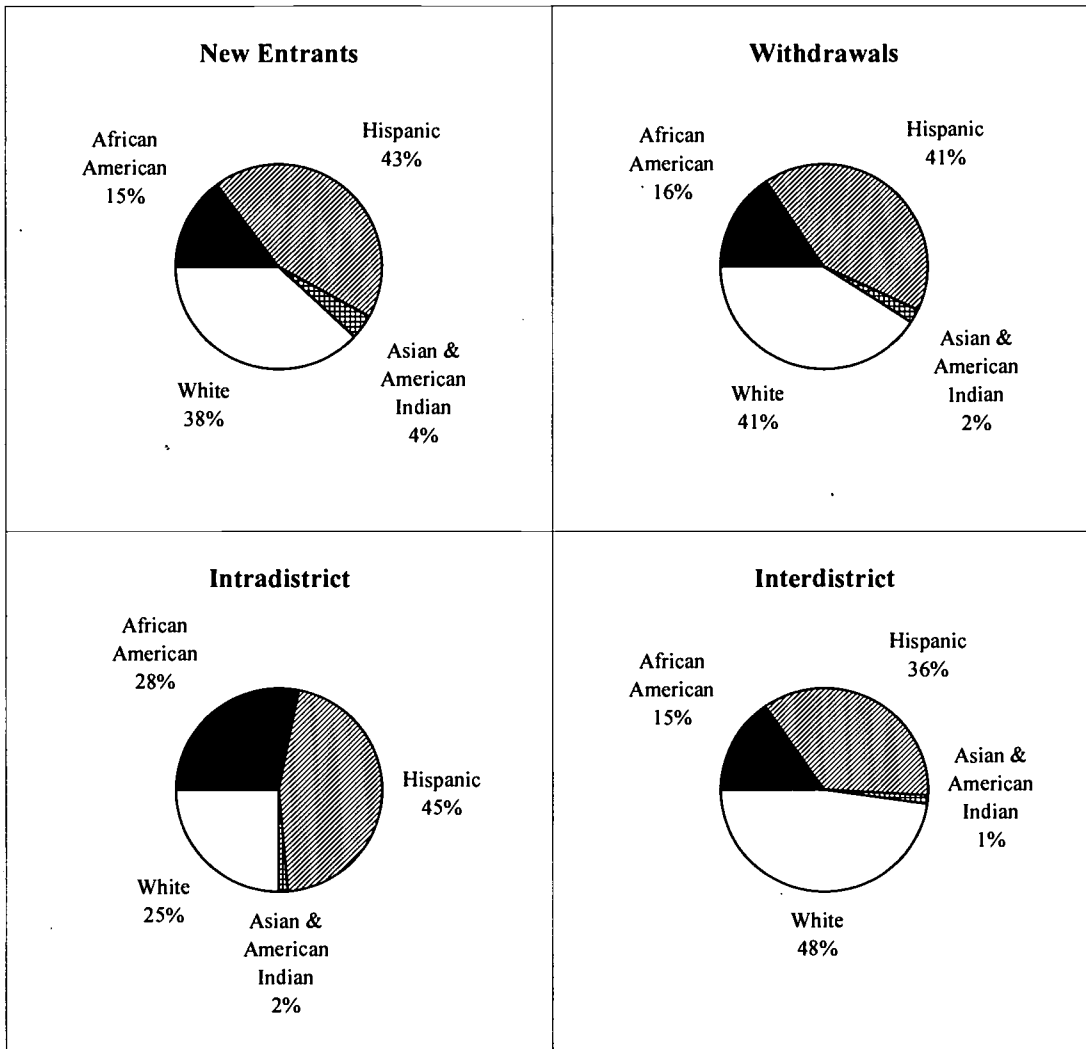 New Entrants
African
American
15%
Hispanic
43%
Asian &
American
Indian
4%
White
38%
Withdrawals
African
American
16%
Hispanic
41%
Asian &
American
Indian
2%
White
41%
Intradistrict
African
American
28%
Hispanic
45%
White
25%
Asian &
American
Indian
2%
Interdistrict
African
American
15%
Hispanic
36%
Asian &
American
Indian
1%
White
48%